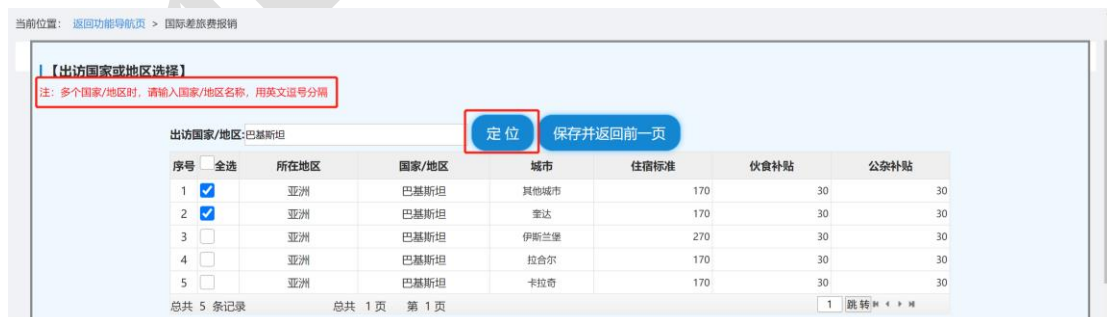 当前位置： 返回功能导航页 > 国际差旅费报销
【出访国家或地区选择】
注：多个国家/地区时，请输入国家/地区名称，用英文逗号分隔
出访国家/地区:巴基斯坦 定 位 保存并返回前一页
序号 全选 所在地区 国家/地区 城市 住宿标准 伙食补贴 公杂补贴
1 亚洲 巴基斯坦 其他城市 170 30 30
2 亚洲 巴基斯坦 奎达 170 30 30
3 亚洲 巴基斯坦 伊斯兰堡 270 30 30
4 亚洲 巴基斯坦 拉合尔 170 30 30
5 亚洲 巴基斯坦 卡拉奇 170 30 30
总共 5 条记录 总共 1 页 第 1 页 1 跳 转